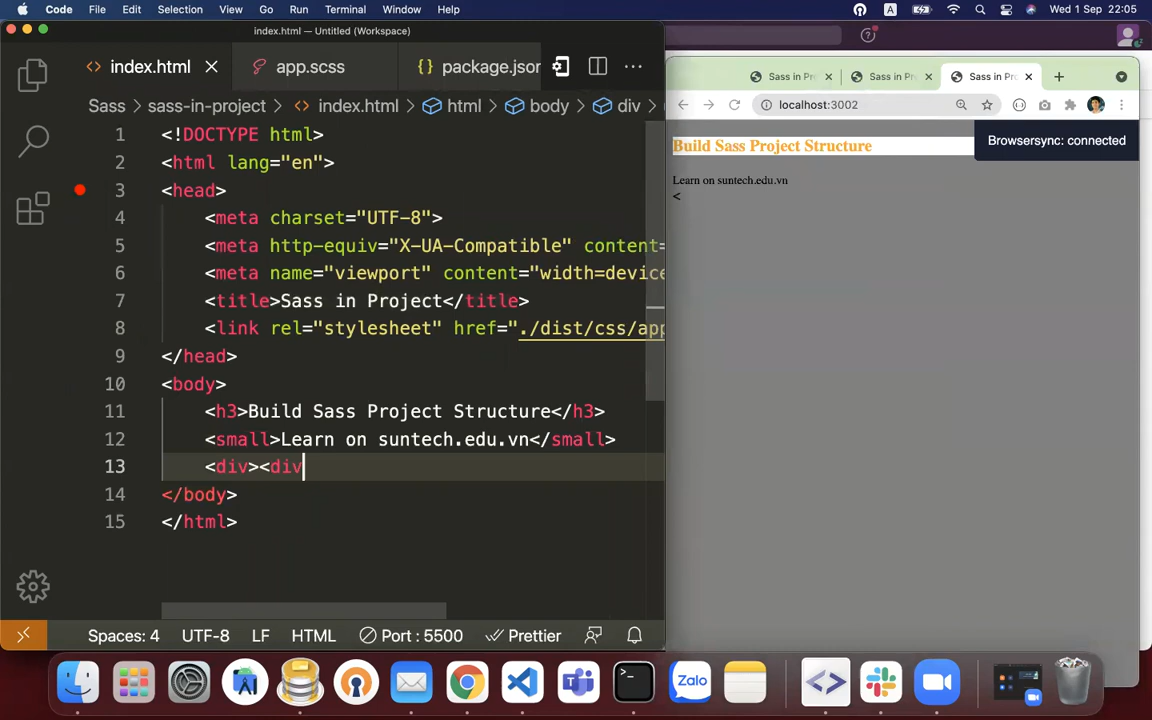 Code File Edit Selection View Go Run Terminal Window Help A Wed 1 Sep 22:05
index.html — Untitled (Workspace)
index.html app.scss package.json
Sass sass-in-project index.html html body div
1 <!DOCTYPE html>
2 <html lang="en">
3 <head>
4 <meta charset="UTF-8">
5 <meta http-equiv="X-UA-Compatible" content=
6 <meta name="viewport" content="width=device
7 <title>Sass in Project</title>
8 <link rel="stylesheet" href="./dist/css/app
9 </head>
10 <body>
11 <h3>Build Sass Project Structure</h3>
12 <small>Learn on suntech.edu.vn</small>
13 <div><div
14 </body>
15 </html>
Spaces: 4 UTF-8 LF HTML Port : 5500 Prettier
Sass in Pr Sass in Pr Sass in Pr
localhost:3002
Browsersync: connected
Build Sass Project Structure
Learn on suntech.edu.vn
<
Zalo